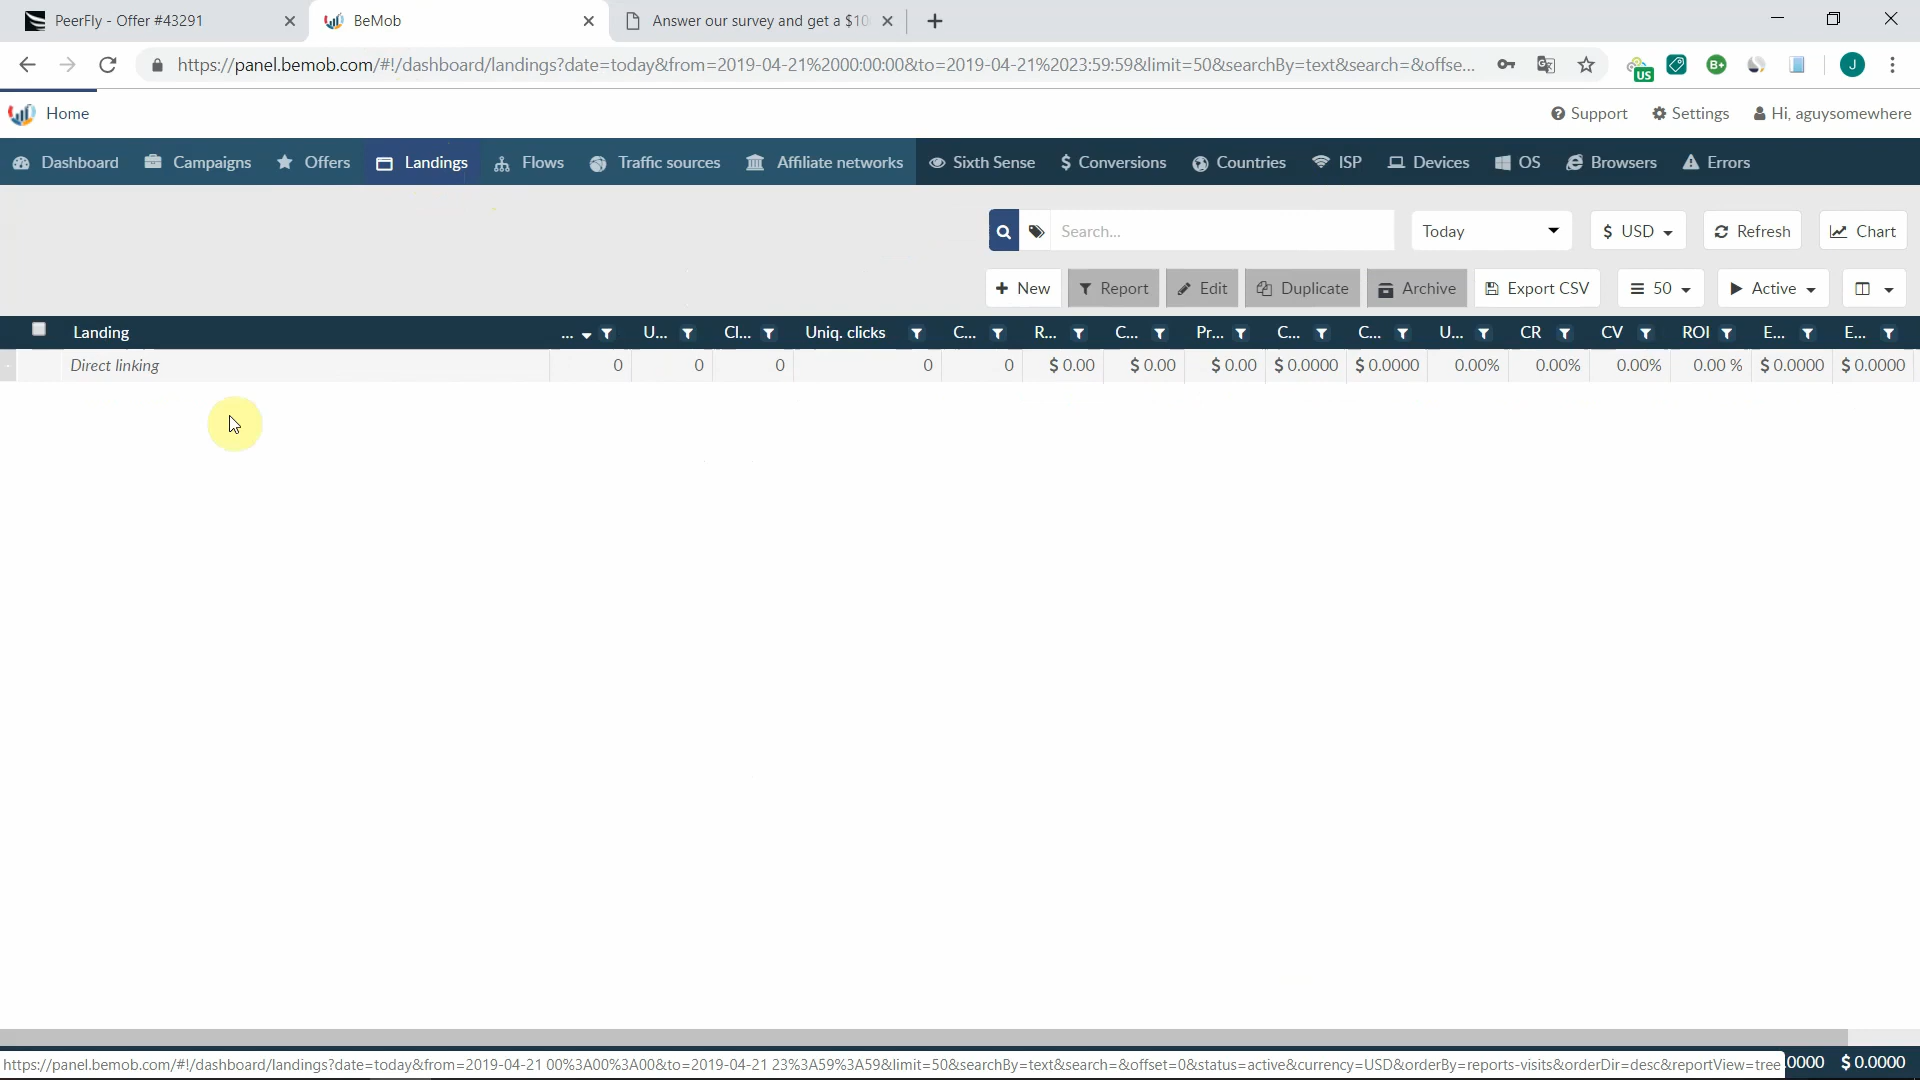 PeerFly - Offer #43291
BeMob
Answer our survey and get a $10
https://panel.bemob.com/#!/dashboard/landings?date=today&from=2019-04-21%2000:00:00&to=2019-04-21%2023:59:59&limit=50&searchBy=text&search=&offse...
US
B+
J
Home
Support
Settings
Hi, aguysomewhere
Dashboard
Campaigns
Offers
Landings
Flows
Traffic sources
Affiliate networks
Sixth Sense
Conversions
Countries
ISP
Devices
OS
Browsers
Errors
Search...
Today
$ USD
Refresh
Chart
+ New
Report
Edit
Duplicate
Archive
Export CSV
50
Active
Landing ... U... Cl... Uniq. clicks C... R... C... Pr... C... C... U... CR CV ROI E... E...
Direct linking 0 0 0 0 0 $ 0.00 $ 0.00 $ 0.00 $ 0.0000 $ 0.0000 0.00% 0.00% 0.00% 0.00 % $ 0.0000 $ 0.0000
https://panel.bemob.com/#!/dashboard/landings?date=today&from=2019-04-21 00%3A00%3A00&to=2019-04-21 23%3A59%3A59&limit=50&searchBy=text&search=&offset=0&status=active&currency=USD&orderBy=reports-visits&orderDir=desc&reportView=tree
0000 $ 0.0000